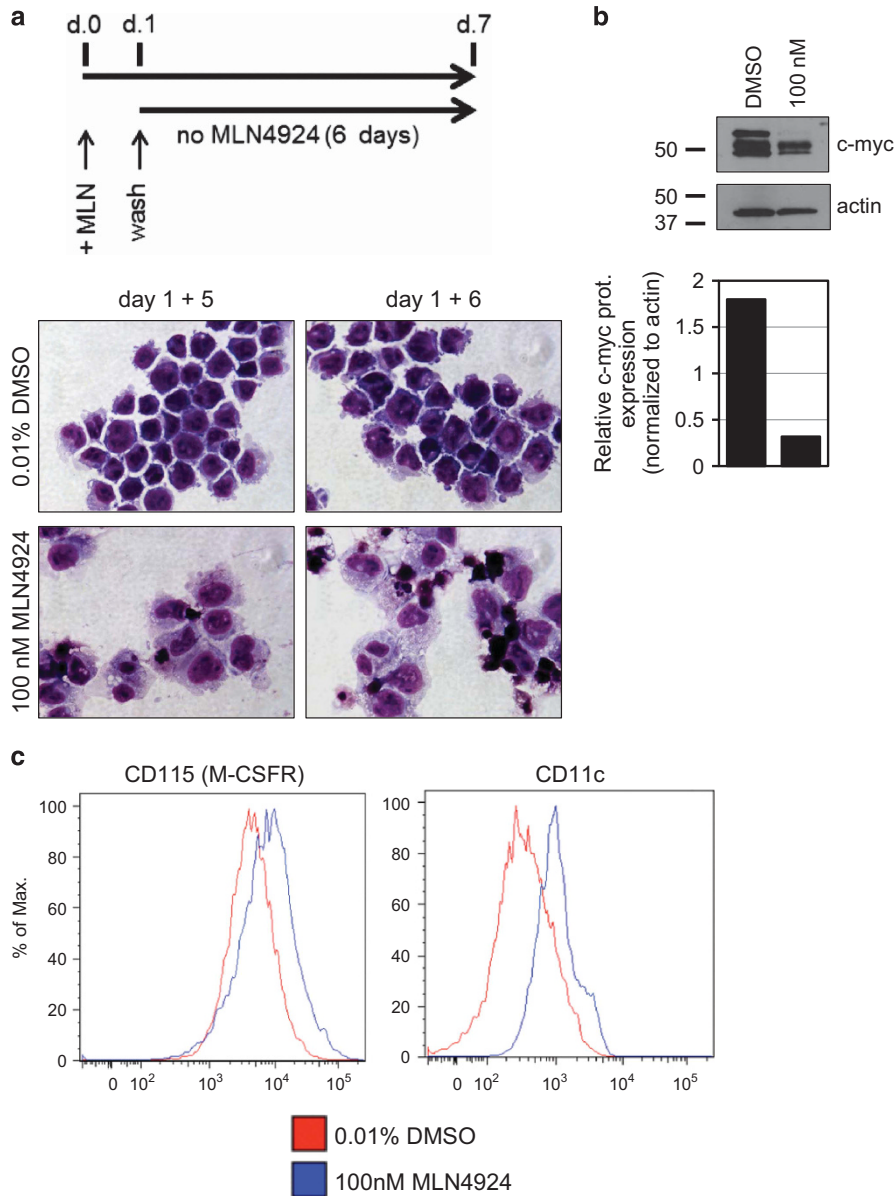 a
d.0 d.1 d.7
no MLN4924 (6 days)
+ MLN
wash
day 1 + 5 day 1 + 6
0.01% DMSO
100 nM MLN4924
b
DMSO
100 nM
50
c-myc
50
37
actin
Relative c-myc prot.
expression
(normalized to actin)
2
1.5
1
0.5
0
c
CD115 (M-CSFR) CD11c
% of Max.
100
80
60
40
20
0
0 10² 10³ 10⁴ 10⁵
100
80
60
40
20
0
0 10² 10³ 10⁴ 10⁵
0.01% DMSO
100nM MLN4924